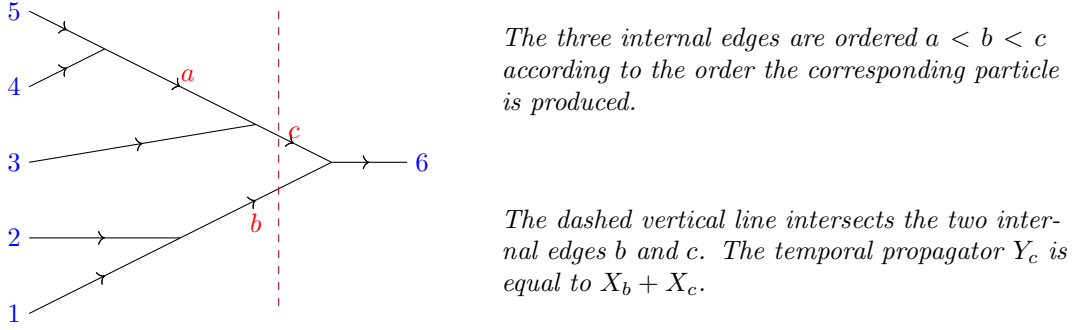 5
4
3
2
1
a
c
b
6
The three internal edges are ordered a < b < c
according to the order the corresponding particle
is produced.
The dashed vertical line intersects the two inter-
nal edges b and c. The temporal propagator Y_c is
equal to X_b + X_c.